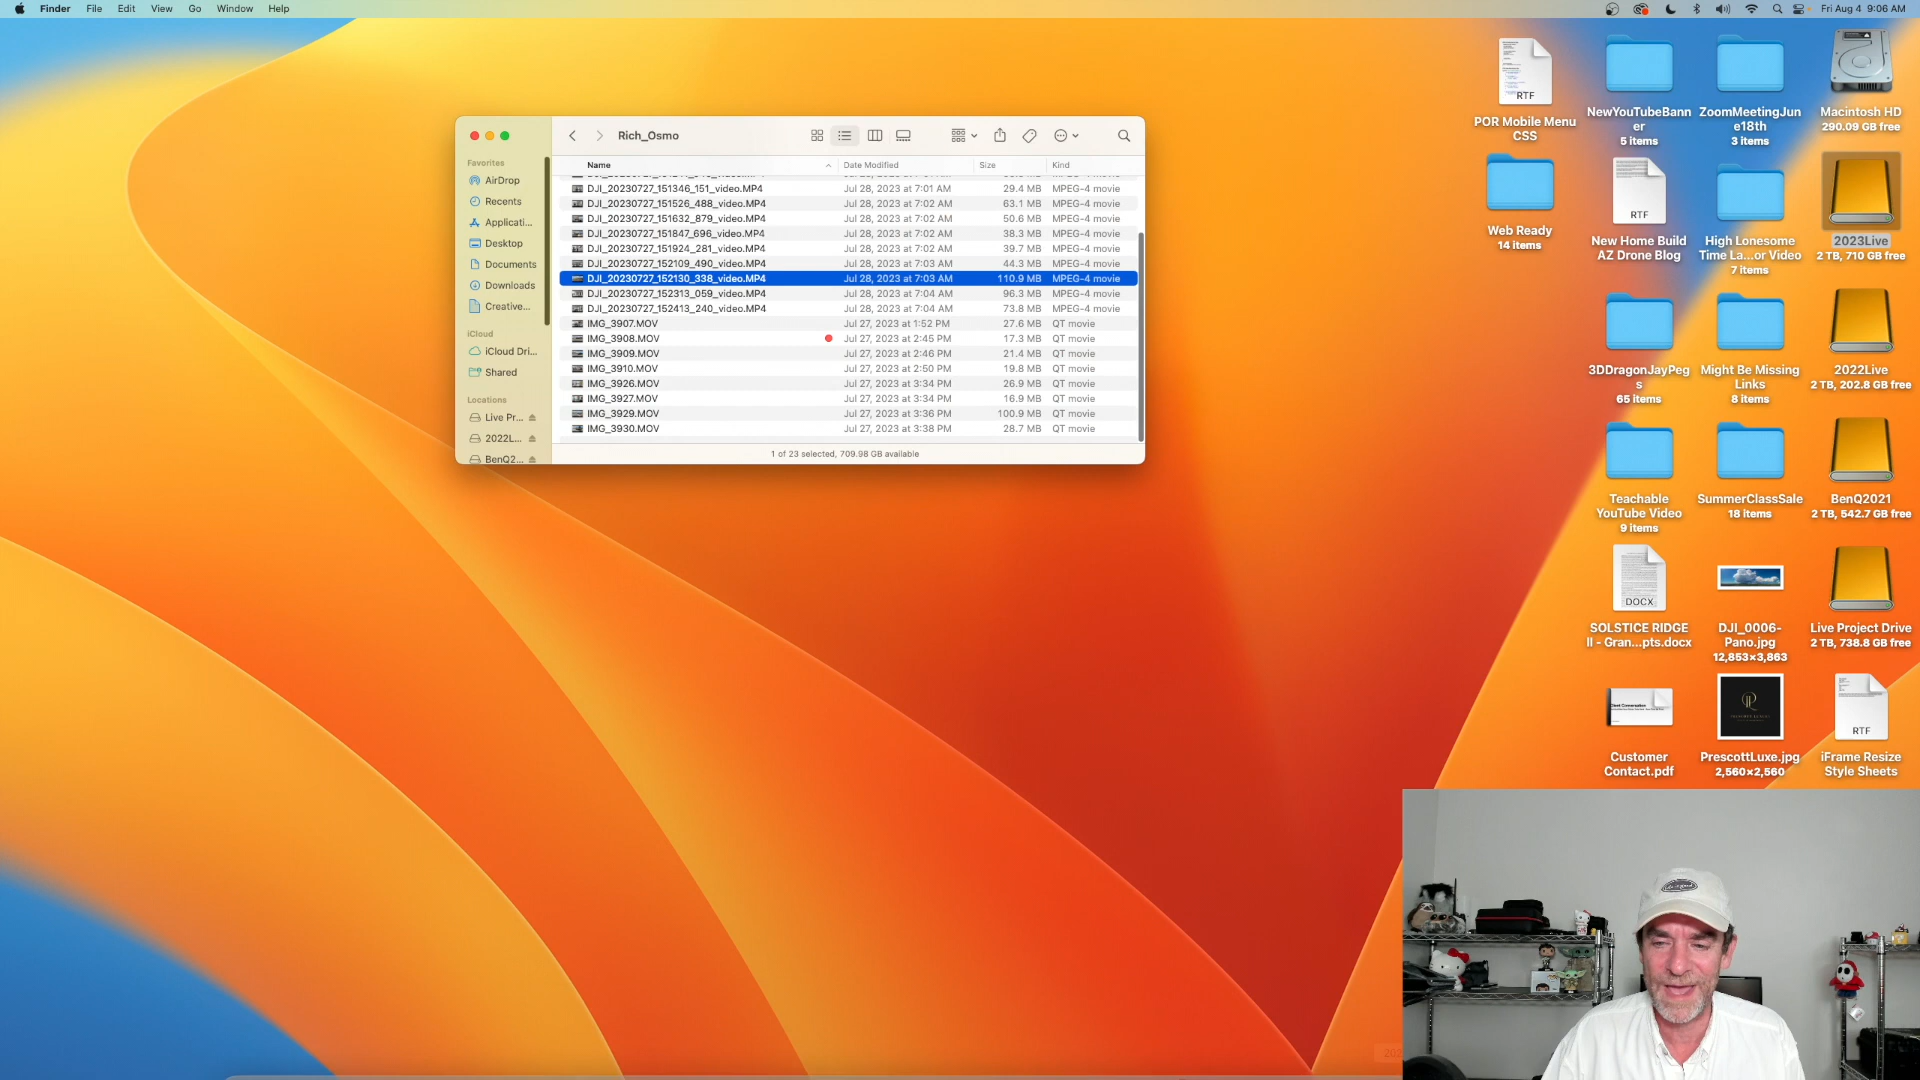 Finder File Edit View Go Window Help
Fri Aug 4 9:06 AM
Rich_Osmo
Favorites
AirDrop
Recents
Applicati...
Desktop
Documents
Downloads
Creative...
iCloud
iCloud Dri...
Shared
Locations
Live Pr...
2022L...
BenQ2...
Name Date Modified Size Kind
DJI_20230727_151346_151_video.MP4 Jul 28, 2023 at 7:01 AM 29.4 MB MPEG-4 movie
DJI_20230727_151526_488_video.MP4 Jul 28, 2023 at 7:02 AM 63.1 MB MPEG-4 movie
DJI_20230727_151632_879_video.MP4 Jul 28, 2023 at 7:02 AM 50.6 MB MPEG-4 movie
DJI_20230727_151847_696_video.MP4 Jul 28, 2023 at 7:02 AM 38.3 MB MPEG-4 movie
DJI_20230727_151924_281_video.MP4 Jul 28, 2023 at 7:02 AM 39.7 MB MPEG-4 movie
DJI_20230727_152109_490_video.MP4 Jul 28, 2023 at 7:03 AM 44.3 MB MPEG-4 movie
DJI_20230727_152130_338_video.MP4 Jul 28, 2023 at 7:03 AM 110.9 MB MPEG-4 movie
DJI_20230727_152313_059_video.MP4 Jul 28, 2023 at 7:04 AM 96.3 MB MPEG-4 movie
DJI_20230727_152413_240_video.MP4 Jul 28, 2023 at 7:04 AM 73.8 MB MPEG-4 movie
IMG_3907.MOV Jul 27, 2023 at 1:52 PM 27.6 MB QT movie
IMG_3908.MOV Jul 27, 2023 at 2:45 PM 17.3 MB QT movie
IMG_3909.MOV Jul 27, 2023 at 2:46 PM 21.4 MB QT movie
IMG_3910.MOV Jul 27, 2023 at 2:50 PM 19.8 MB QT movie
IMG_3926.MOV Jul 27, 2023 at 3:34 PM 26.9 MB QT movie
IMG_3927.MOV Jul 27, 2023 at 3:34 PM 16.9 MB QT movie
IMG_3929.MOV Jul 27, 2023 at 3:36 PM 100.9 MB QT movie
IMG_3930.MOV Jul 27, 2023 at 3:38 PM 28.7 MB QT movie
1 of 23 selected, 709.98 GB available
RTF
POR Mobile Menu
CSS
Web Ready
14 items
NewYouTubeBann
er
5 items
RTF
New Home Build
AZ Drone Blog
3DDragonJayPeg
s
65 items
Teachable
YouTube Video
9 items
DOCX
SOLSTICE RIDGE
II - Gran...pts.docx
Customer
Contact.pdf
ZoomMeetingJun
e18th
3 items
High Lonesome
Time La...or Video
7 items
Might Be Missing
Links
8 items
SummerClassSale
18 items
DJI_0006-
Pano.jpg
12,853×3,863
PrescottLuxe.jpg
2,560×2,560
Macintosh HD
290.09 GB free
2023Live
2 TB, 710 GB free
2022Live
2 TB, 202.8 GB free
BenQ2021
2 TB, 542.7 GB free
Live Project Drive
2 TB, 738.8 GB free
RTF
iFrame Resize
Style Sheets